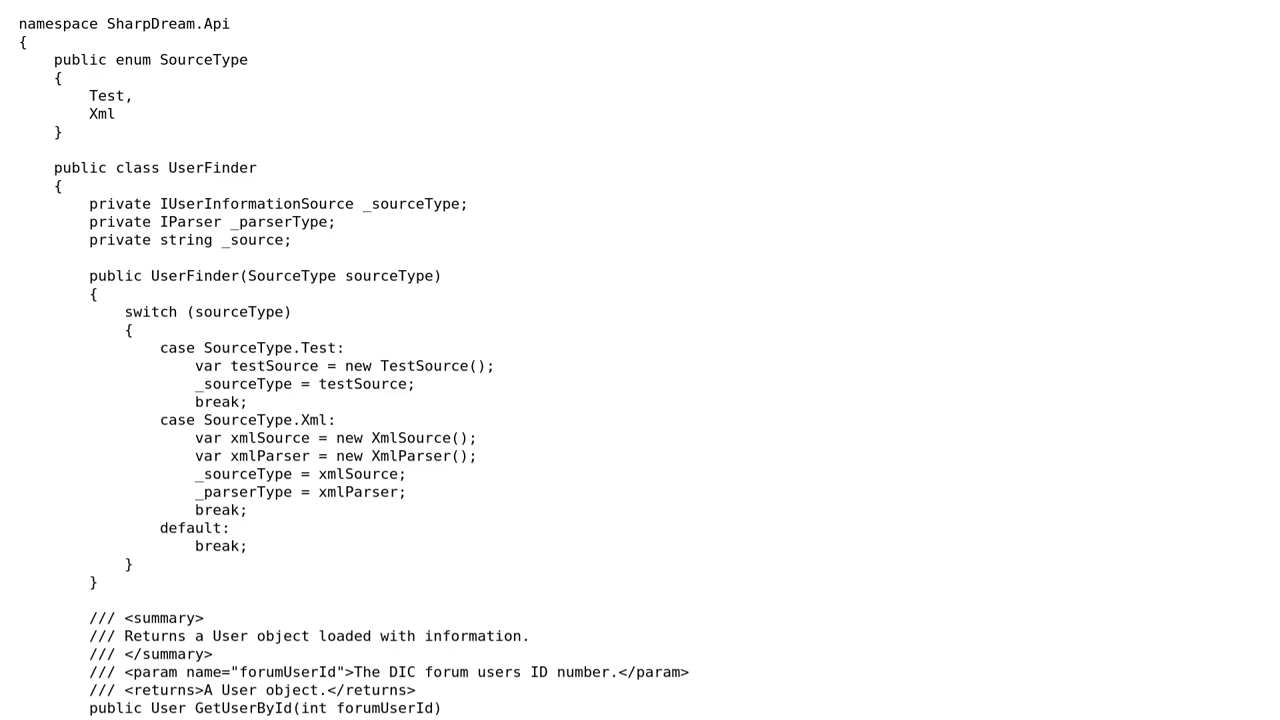 namespace SharpDream.Api
{
    public enum SourceType
    {
        Test,
        Xml
    }

    public class UserFinder
    {
        private IUserInformationSource _sourceType;
        private IParser _parserType;
        private string _source;

        public UserFinder(SourceType sourceType)
        {
            switch (sourceType)
            {
                case SourceType.Test:
                    var testSource = new TestSource();
                    _sourceType = testSource;
                    break;
                case SourceType.Xml:
                    var xmlSource = new XmlSource();
                    var xmlParser = new XmlParser();
                    _sourceType = xmlSource;
                    _parserType = xmlParser;
                    break;
                default:
                    break;
            }
        }

        /// <summary>
        /// Returns a User object loaded with information.
        /// </summary>
        /// <param name="forumUserId">The DIC forum users ID number.</param>
        /// <returns>A User object.</returns>
        public User GetUserById(int forumUserId)